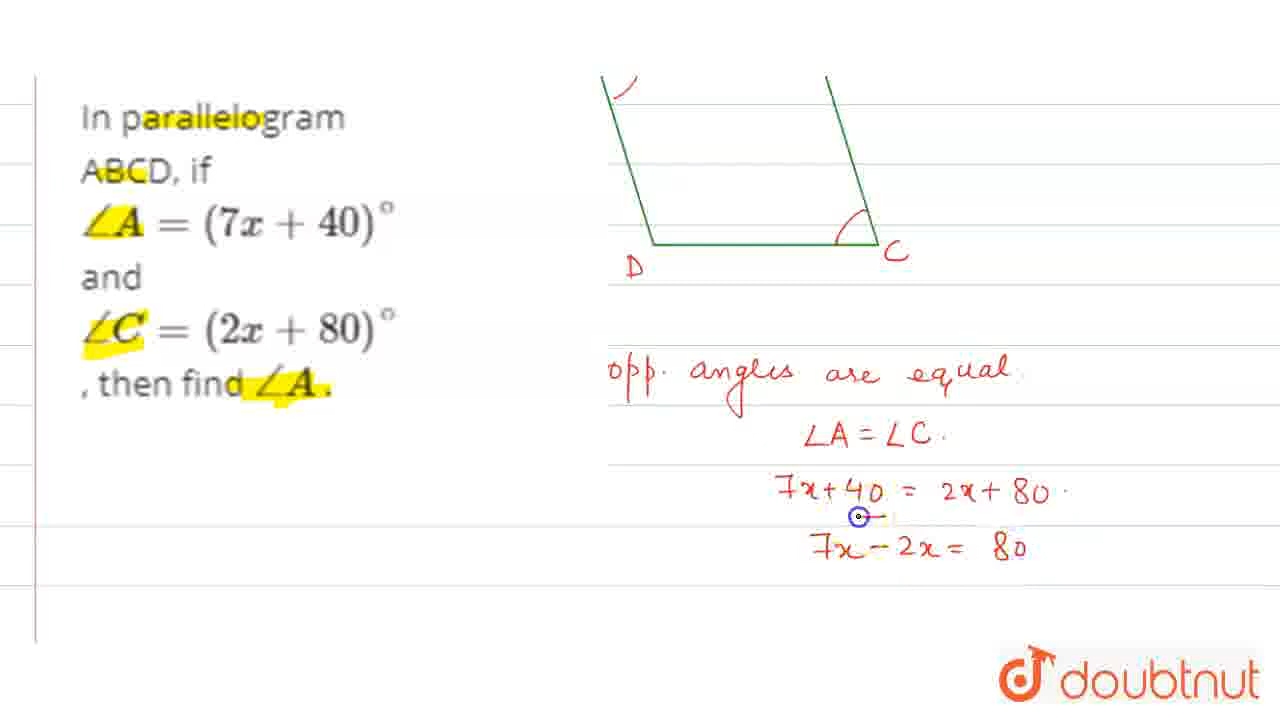 In parallelogram
ABCD, if
∠A = (7x + 40)°
and
∠C = (2x + 80)°
, then find ∠A.
D
C
opp. angles are equal.
∠A = ∠C.
7x + 40 = 2x + 80.
7x - 2x = 80
doubtnut